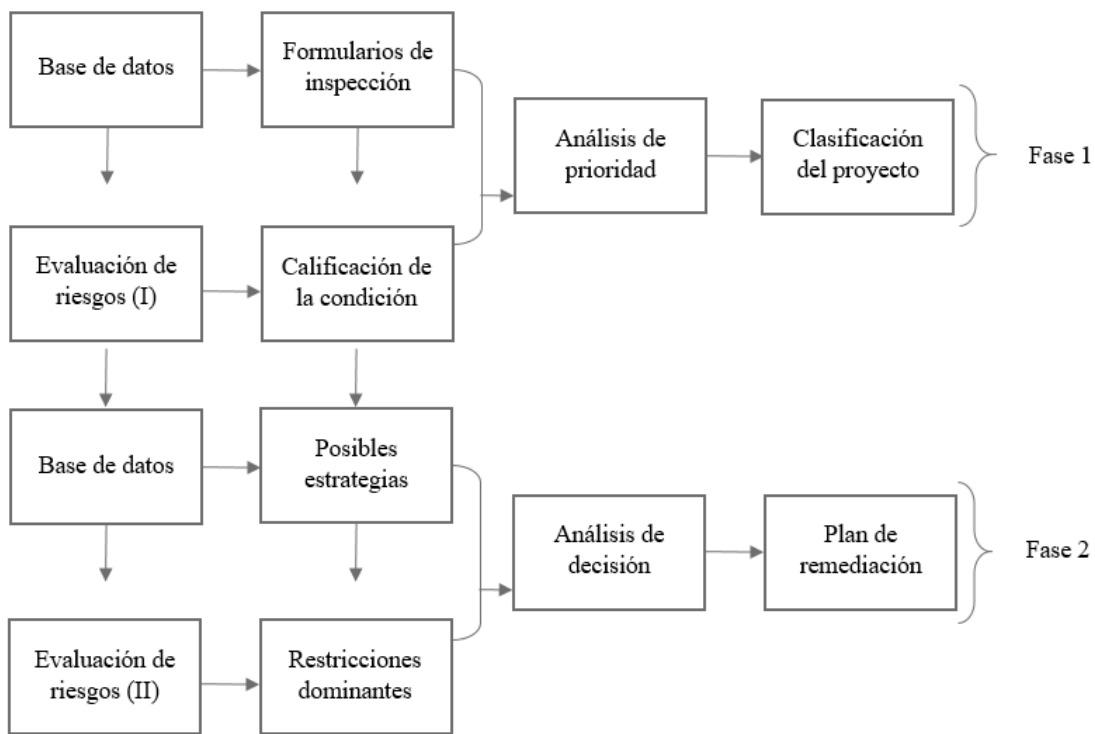 Base de datos
Formularios de
inspección
Análisis de
prioridad
Clasificación
del proyecto
Fase 1
Evaluación de
riesgos (I)
Calificación de
la condición
Base de datos
Posibles
estrategias
Análisis de
decisión
Plan de
remediación
Fase 2
Evaluación de
riesgos (II)
Restricciones
dominantes